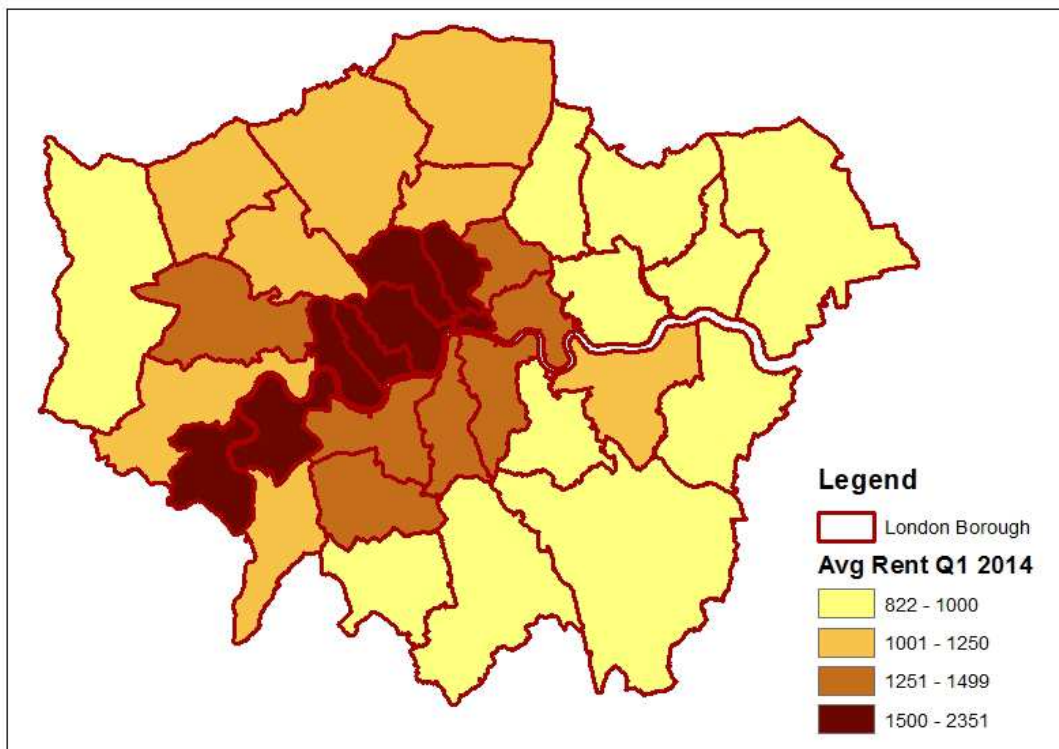 Legend
London Borough
Avg Rent Q1 2014
822 - 1000
1001 - 1250
1251 - 1499
1500 - 2351